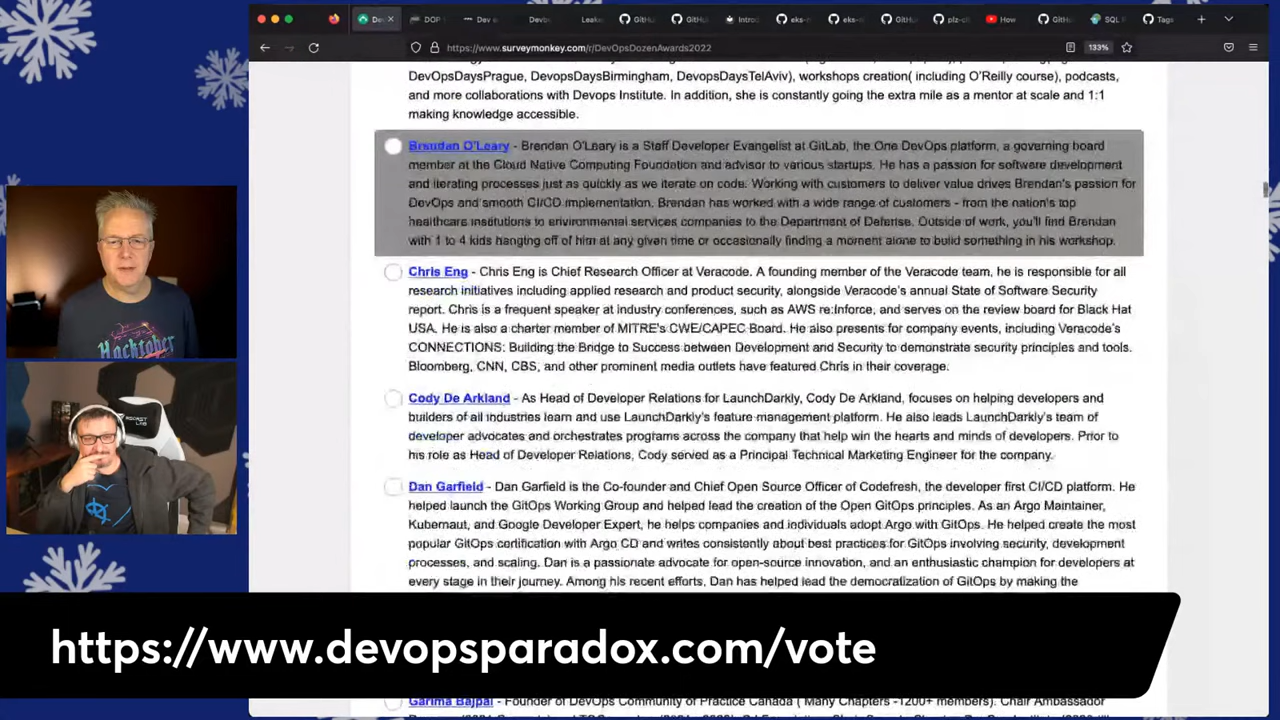 Dev
DOP
Dev e
Devo
Leake
GitHu
GitHu
Introd
eks-n
eks-
GitHu
plz-cl
How
GitHu
SQL E
Tags
https://www.surveymonkey.com/r/DevOpsDozenAwards2022
133%
DevOpsDaysPrague, DevopsDaysBirmingham, DevopsDaysTelAviv), workshops creation( including O'Reilly course), podcasts,
and more collaborations with Devops Institute. In addition, she is constantly going the extra mile as a mentor at scale and 1:1
making knowledge accessible.
Brendan O'Leary - Brendan O'Leary is a Staff Developer Evangelist at GitLab, the One DevOps platform, a governing board
member at the Cloud Native Computing Foundation and advisor to various startups. He has a passion for software development
and iterating processes just as quickly as we iterate on code. Working with customers to deliver value drives Brendan's passion for
DevOps and smooth CI/CD implementation. Brendan has worked with a wide range of customers - from the nation's top
healthcare institutions to environmental services companies to the Department of Defense. Outside of work, you'll find Brendan
with 1 to 4 kids hanging off of him at any given time or occasionally finding a moment alone to build something in his workshop.
Chris Eng - Chris Eng is Chief Research Officer at Veracode. A founding member of the Veracode team, he is responsible for all
research initiatives including applied research and product security, alongside Veracode's annual State of Software Security
report. Chris is a frequent speaker at industry conferences, such as AWS re:Inforce, and serves on the review board for Black Hat
USA. He is also a charter member of MITRE's CWE/CAPEC Board. He also presents for company events, including Veracode's
CONNECTIONS: Building the Bridge to Success between Development and Security to demonstrate security principles and tools.
Bloomberg, CNN, CBS, and other prominent media outlets have featured Chris in their coverage.
Cody De Arkland - As Head of Developer Relations for LaunchDarkly, Cody De Arkland, focuses on helping developers and
builders of all industries learn and use LaunchDarkly's feature management platform. He also leads LaunchDarkly's team of
developer advocates and orchestrates programs across the company that help win the hearts and minds of developers. Prior to
his role as Head of Developer Relations, Cody served as a Principal Technical Marketing Engineer for the company.
Dan Garfield - Dan Garfield is the Co-founder and Chief Open Source Officer of Codefresh, the developer first CI/CD platform. He
helped launch the GitOps Working Group and helped lead the creation of the Open GitOps principles. As an Argo Maintainer,
Kubernaut, and Google Developer Expert, he helps companies and individuals adopt Argo with GitOps. He helped create the most
popular GitOps certification with Argo CD and writes consistently about best practices for GitOps involving security, development
processes, and scaling. Dan is a passionate advocate for open-source innovation, and an enthusiastic champion for developers at
every stage in their journey. Among his recent efforts, Dan has helped lead the democratization of GitOps by making the
https://www.devopsparadox.com/vote
Garima Bajpai - Founder of DevOps Community of Practice Canada ( Many Chapters -1200+ members). Chair Ambassador
Hacktober